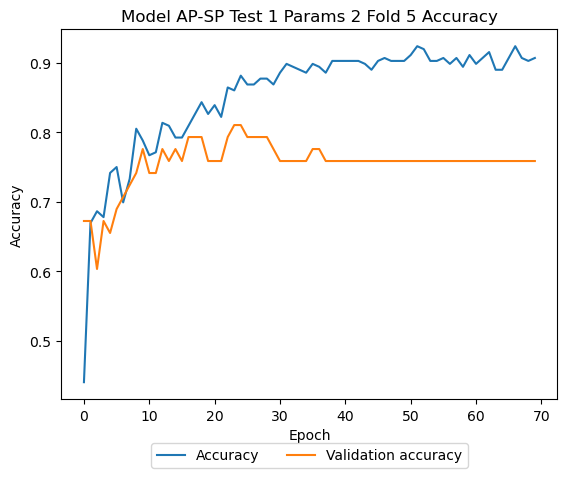 Model AP-SP Test 1 Params 2 Fold 5 Accuracy
Accuracy
0.9
0.8
0.7
0.6
0.5
0 10 20 30 40 50 60 70
Epoch
Accuracy Validation accuracy